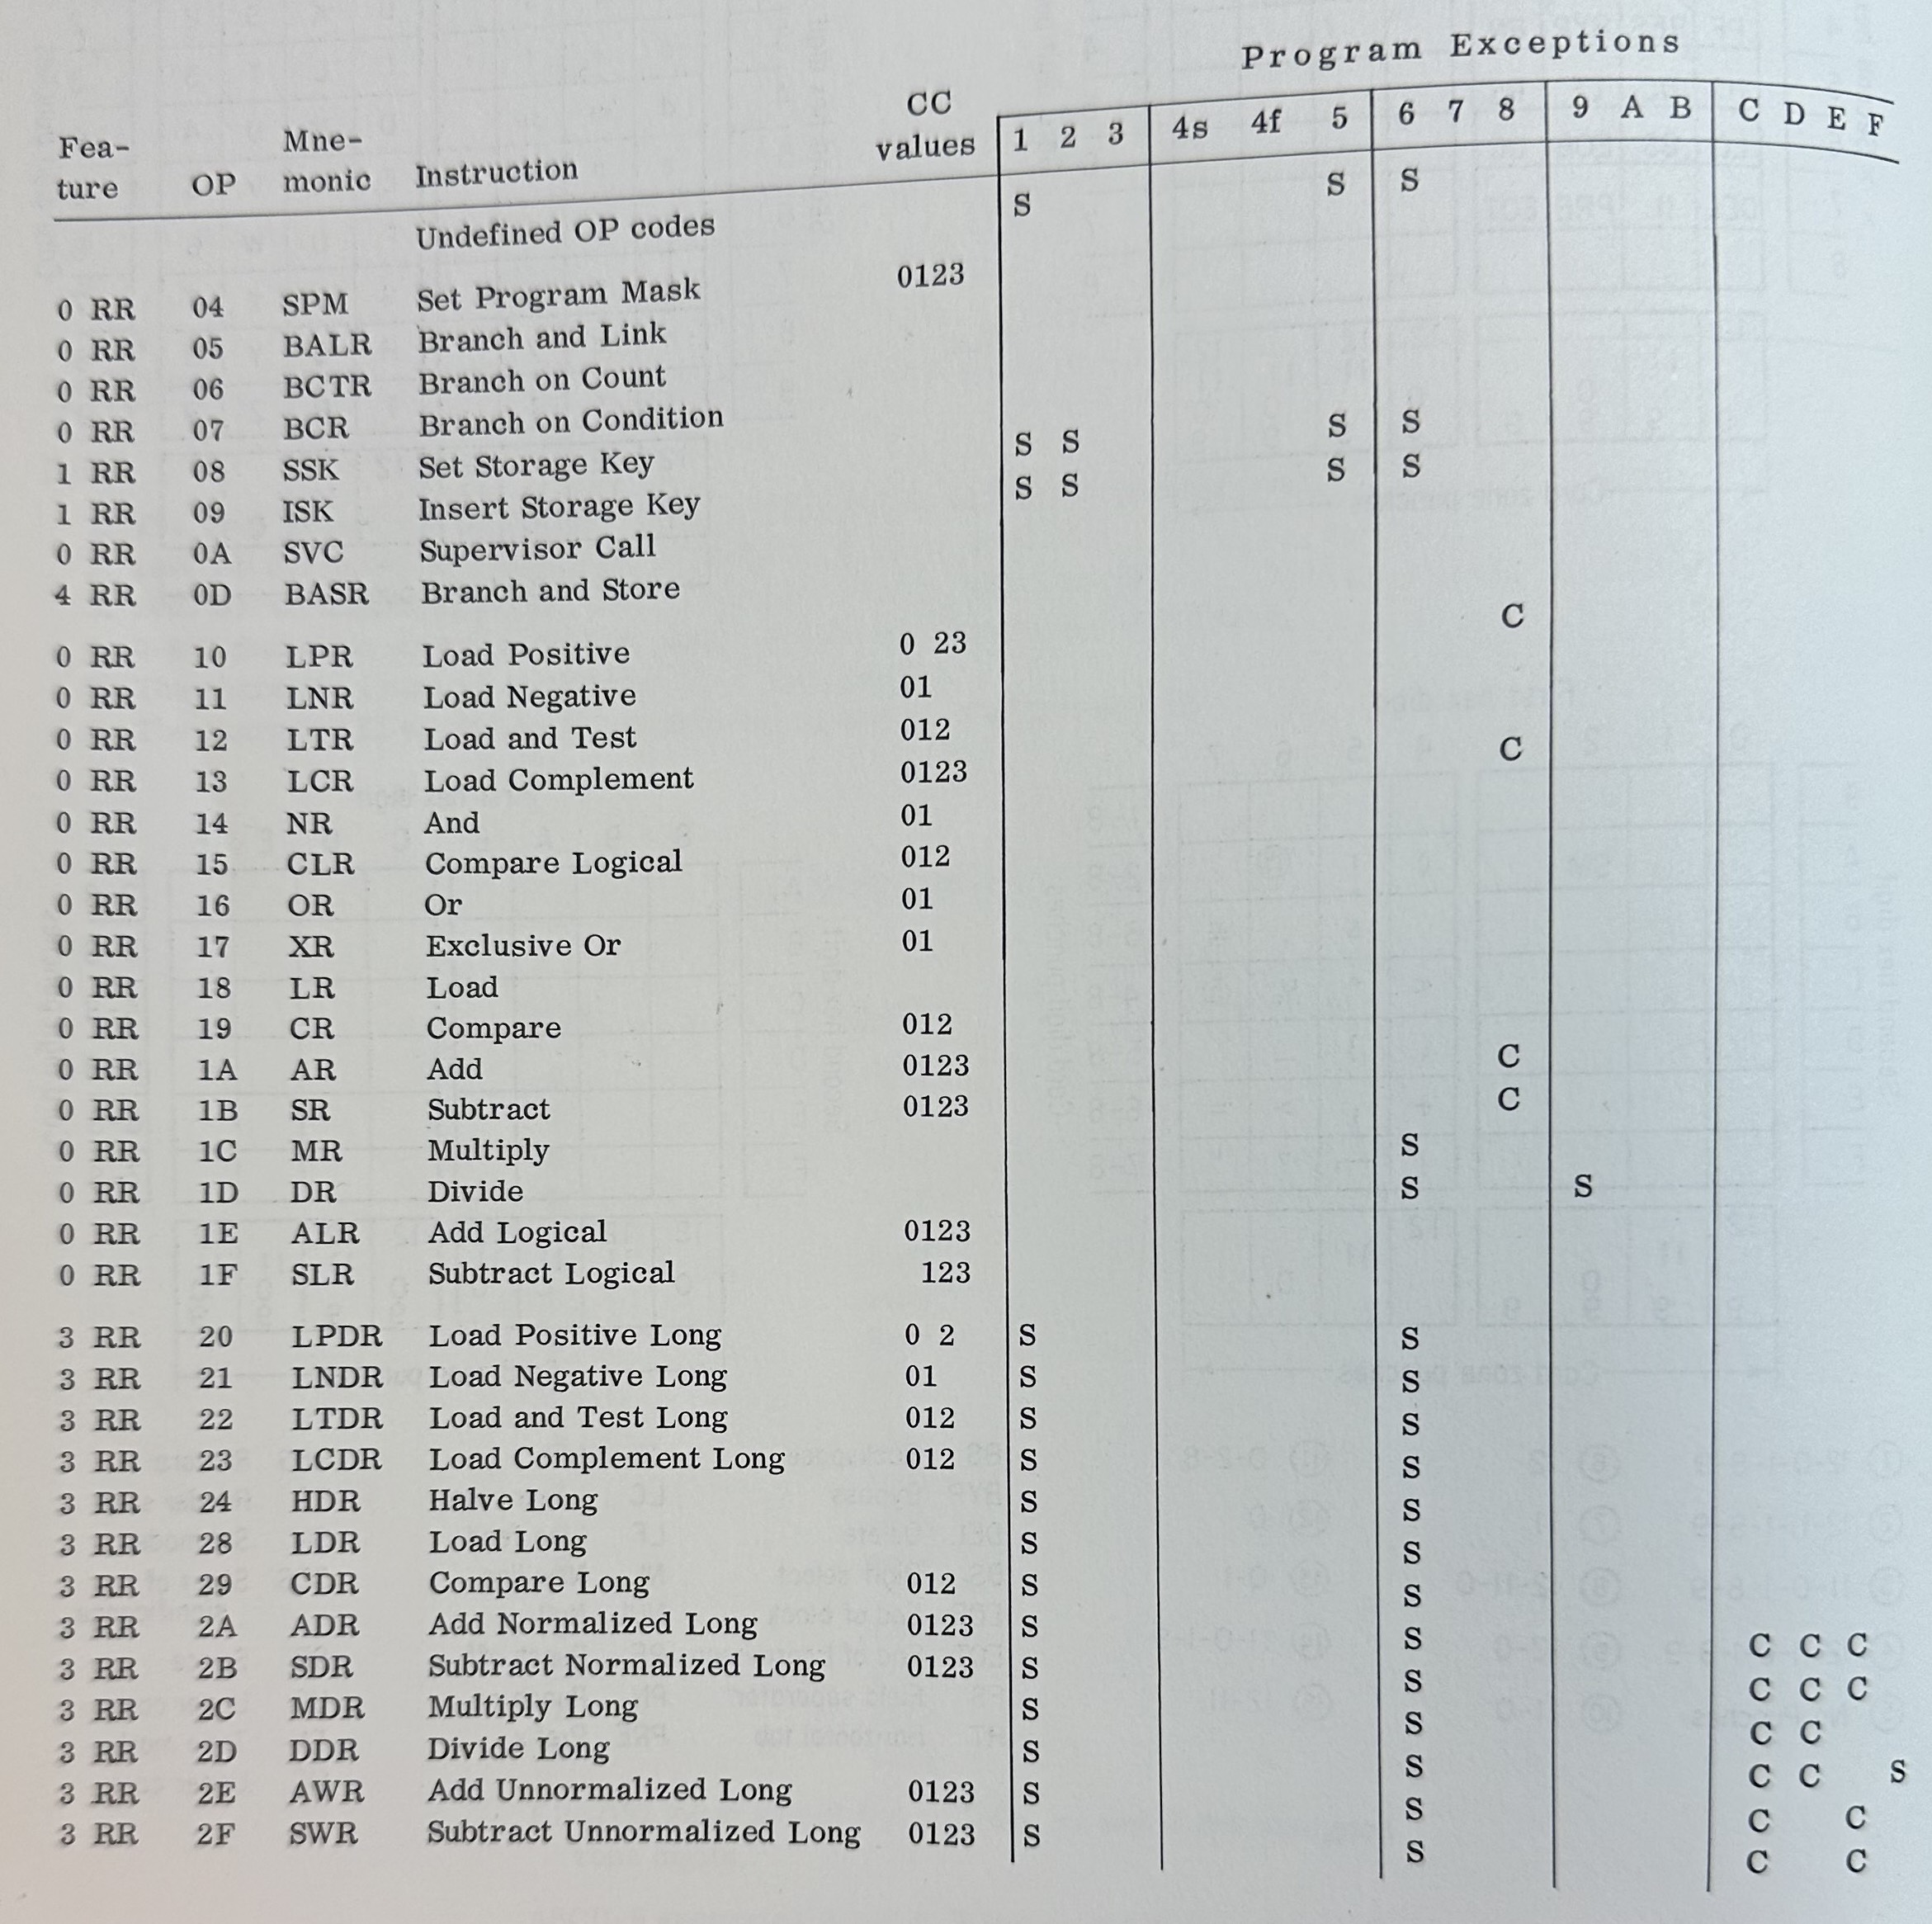 Program Exceptions
Fea-ture OP Mne-monic Instruction CC values 1 2 3 4s 4f 5 6 7 8 9 A B C D E F
Undefined OP codes S S S
0 RR 04 SPM Set Program Mask 0123
0 RR 05 BALR Branch and Link
0 RR 06 BCTR Branch on Count
0 RR 07 BCR Branch on Condition
1 RR 08 SSK Set Storage Key S S S S
1 RR 09 ISK Insert Storage Key S S S S
0 RR 0A SVC Supervisor Call
4 RR 0D BASR Branch and Store
0 RR 10 LPR Load Positive 0 23 C
0 RR 11 LNR Load Negative 01
0 RR 12 LTR Load and Test 012
0 RR 13 LCR Load Complement 0123 C
0 RR 14 NR And 01
0 RR 15 CLR Compare Logical 012
0 RR 16 OR Or 01
0 RR 17 XR Exclusive Or 01
0 RR 18 LR Load
0 RR 19 CR Compare 012
0 RR 1A AR Add 0123 C
0 RR 1B SR Subtract 0123 C
0 RR 1C MR Multiply S
0 RR 1D DR Divide S S
0 RR 1E ALR Add Logical 0123
0 RR 1F SLR Subtract Logical 123
3 RR 20 LPDR Load Positive Long 0 2 S S
3 RR 21 LNDR Load Negative Long 01 S S
3 RR 22 LTDR Load and Test Long 012 S S
3 RR 23 LCDR Load Complement Long 012 S S
3 RR 24 HDR Halve Long S S
3 RR 28 LDR Load Long S S
3 RR 29 CDR Compare Long 012 S S
3 RR 2A ADR Add Normalized Long 0123 S S C C C
3 RR 2B SDR Subtract Normalized Long 0123 S S C C C
3 RR 2C MDR Multiply Long S S C C
3 RR 2D DDR Divide Long S S C C S
3 RR 2E AWR Add Unnormalized Long 0123 S S C C
3 RR 2F SWR Subtract Unnormalized Long 0123 S S C C